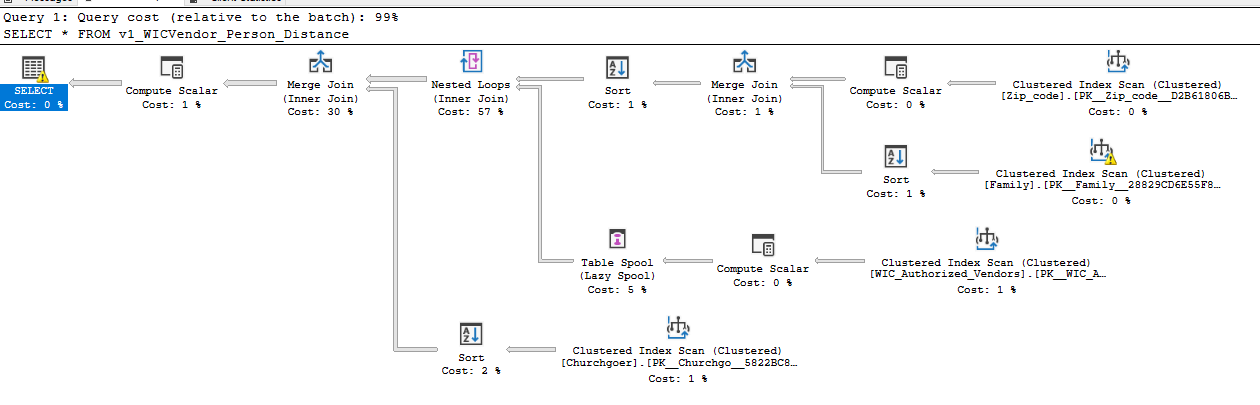 Query 1: Query cost (relative to the batch): 99%
SELECT * FROM v1_WICVendor_Person_Distance
SELECT
Cost: 0 %
Compute Scalar
Cost: 1 %
Merge Join
(Inner Join)
Cost: 30 %
Nested Loops
(Inner Join)
Cost: 57 %
Sort
Cost: 1 %
Merge Join
(Inner Join)
Cost: 1 %
Compute Scalar
Cost: 0 %
Clustered Index Scan (Clustered)
[Zip_code].[PK__Zip_code__D2B61806B…
Cost: 0 %
Sort
Cost: 1 %
Clustered Index Scan (Clustered)
[Family].[PK__Family__28829CD6E55F8…
Cost: 0 %
Table Spool
(Lazy Spool)
Cost: 5 %
Compute Scalar
Cost: 0 %
Clustered Index Scan (Clustered)
[WIC_Authorized_Vendors].[PK__WIC_A…
Cost: 1 %
Sort
Cost: 2 %
Clustered Index Scan (Clustered)
[Churchgoer].[PK__Churchgo__5822BC8…
Cost: 1 %